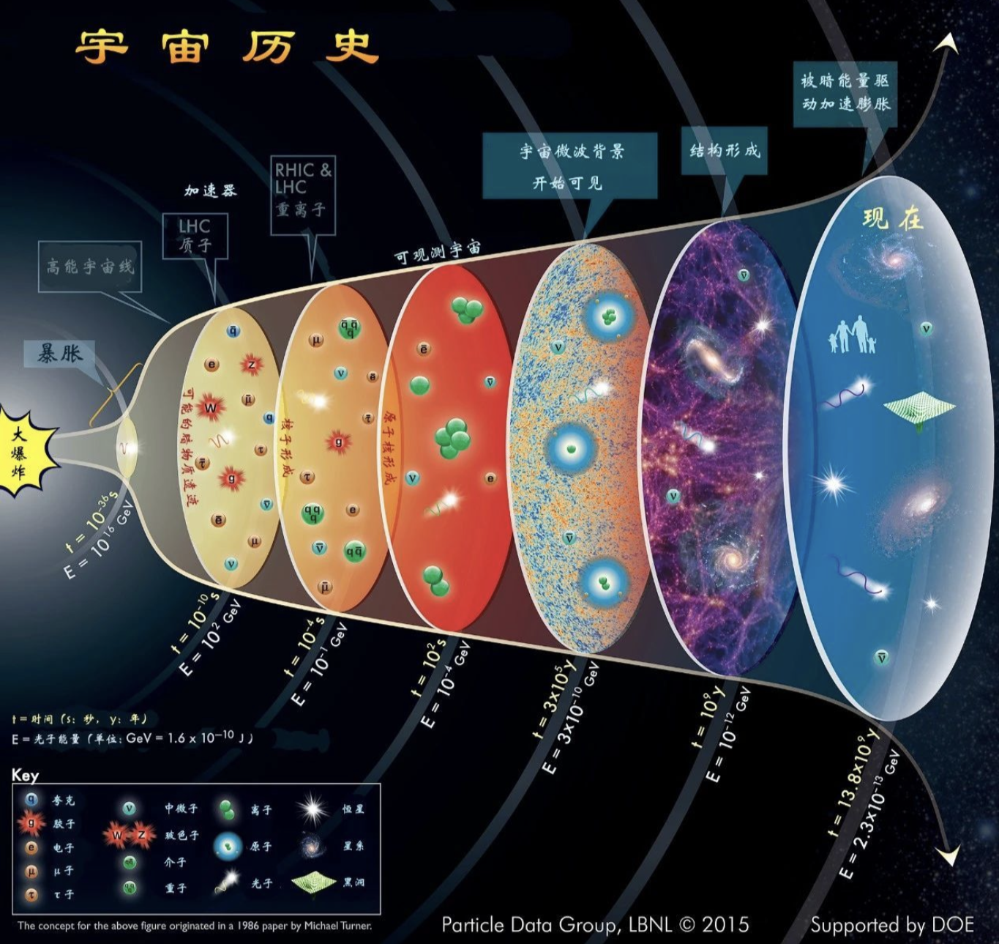 宇宙历史
被暗能量驱
动加速膨胀
宇宙微波背景
开始可见
结构形成
RHIC &
LHC
重离子
加速器
LHC
质子
高能宇宙线
可观测宇宙
现在
暴胀
大
爆
炸
可能的暗物质遗迹
核子形成
原子核形成
q̄
e
Z
W
μ̄
q
τ
τ̄
g
ν̄
ē
μ
ν
μ
q̄q̄
q̄
ν
ē
τ̄
g
τ
qq
q
e
ν̄
qq̄
μ̄
ē
ν̄
ν
e
ν
ν̄
ν̄
ν
ν
ν̄
t = 10⁻³⁶s
E = 10¹⁶ GeV
t = 10⁻¹⁰s
E = 10² GeV
t = 10⁻⁴s
E = 10⁻¹ GeV
t = 10²s
E = 10⁻⁴ GeV
t = 3x10⁵y
E = 3x10⁻¹⁰ GeV
t = 10⁹y
E = 10⁻¹² GeV
t = 13.8x10⁹y
E = 2.3x10⁻¹³ GeV
t = 时间（s: 秒, y: 年）
E = 光子能量（单位: GeV = 1.6 x 10⁻¹⁰ J）
Key
q 夸克
g 胶子
e 电子
μ μ子
τ τ子
ν 中微子
W Z 玻色子
qq̄ 介子
qq
q 重子
离子
原子
光子
恒星
星系
黑洞
The concept for the above figure originated in a 1986 paper by Michael Turner.
Particle Data Group, LBNL © 2015
Supported by DOE